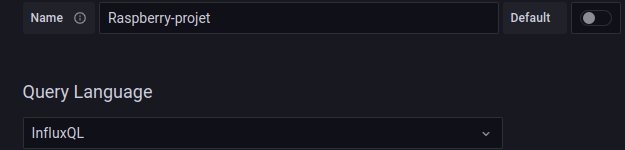 Name Raspberry-projet Default
Query Language
InfluxQL